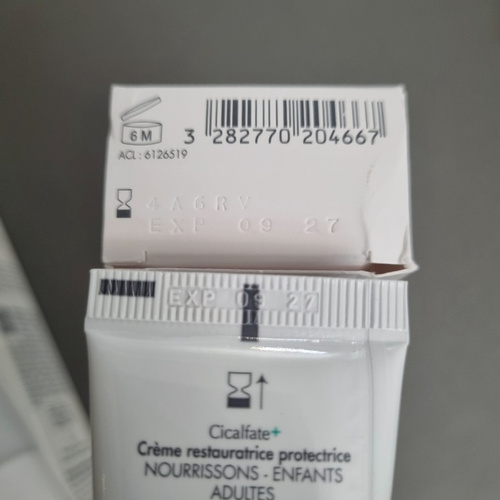 6 M
3 282770 204667
ACL : 6126519
4A6RV
EXP 09 27
EXP 09 27
Cicalfate+
Crème restauratrice protectrice
NOURRISSONS - ENFANTS
ADULTES